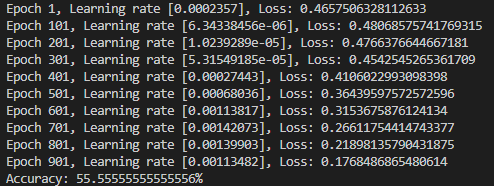 Epoch 1, Learning rate [0.0002357], Loss: 0.4657506328112633
Epoch 101, Learning rate [6.34338456e-06], Loss: 0.48068575741769315
Epoch 201, Learning rate [1.0239289e-05], Loss: 0.4766376644667181
Epoch 301, Learning rate [5.31549185e-05], Loss: 0.4542545265361709
Epoch 401, Learning rate [0.00027443], Loss: 0.4106022993098398
Epoch 501, Learning rate [0.00068036], Loss: 0.36439597572572596
Epoch 601, Learning rate [0.00113817], Loss: 0.3153675876124134
Epoch 701, Learning rate [0.00142073], Loss: 0.26611754414743377
Epoch 801, Learning rate [0.00139903], Loss: 0.21898135790431875
Epoch 901, Learning rate [0.00113482], Loss: 0.1768486865480614
Accuracy: 55.55555555555556%